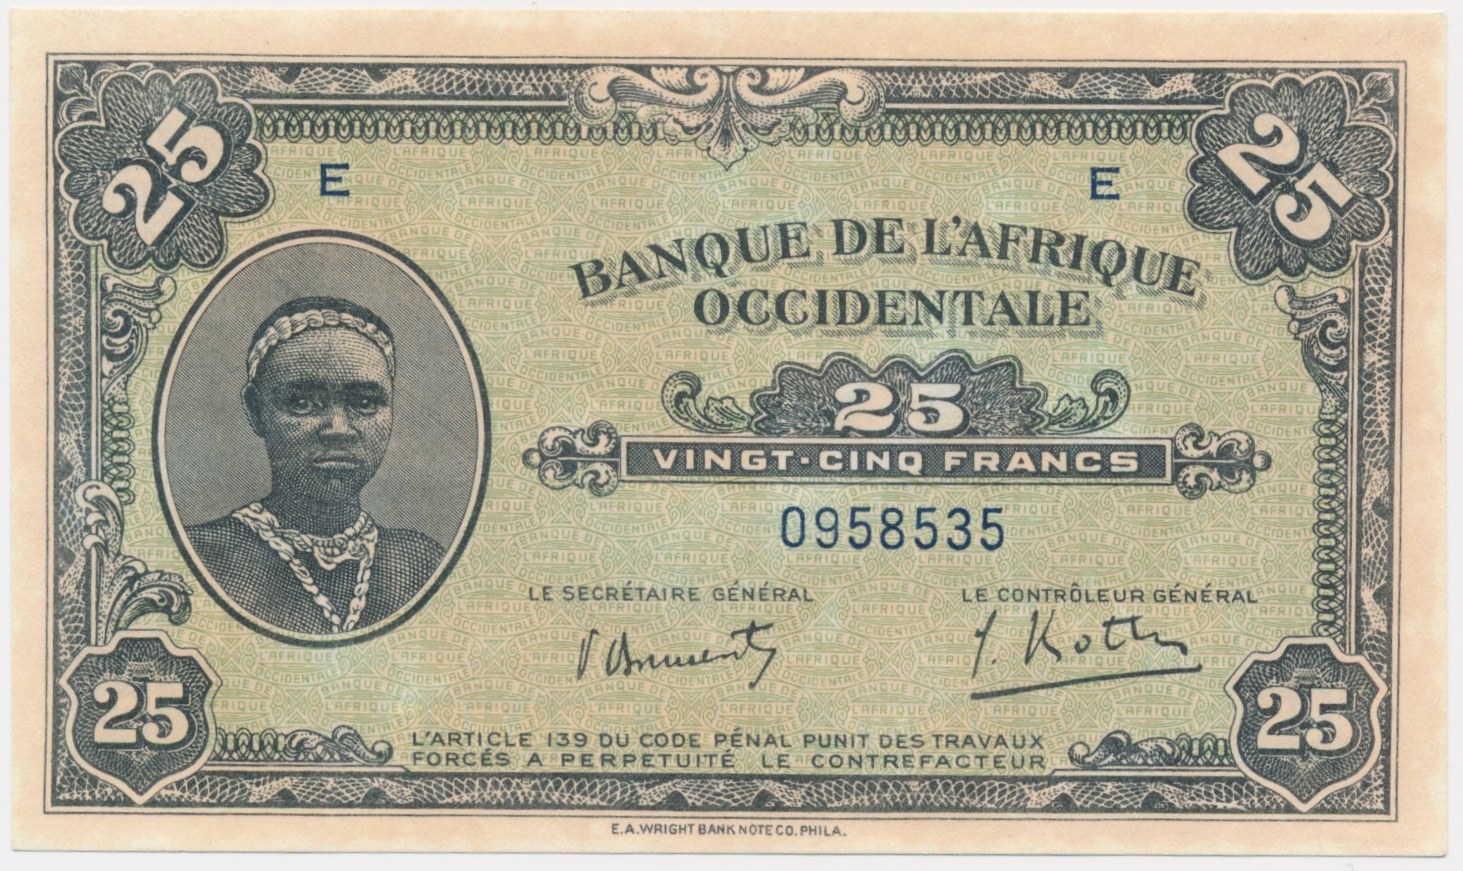 25
25
E
E
BANQUE DE L'AFRIQUE
OCCIDENTALE
25
VINGT-CINQ FRANCS
0958535
LE SECRÉTAIRE GÉNÉRAL
LE CONTRÔLEUR GÉNÉRAL
25
25
L'ARTICLE 139 DU CODE PÉNAL PUNIT DES TRAVAUX
FORCÉS A PERPETUITÉ LE CONTREFACTEUR
E.A.WRIGHT BANK NOTE CO. PHILA.